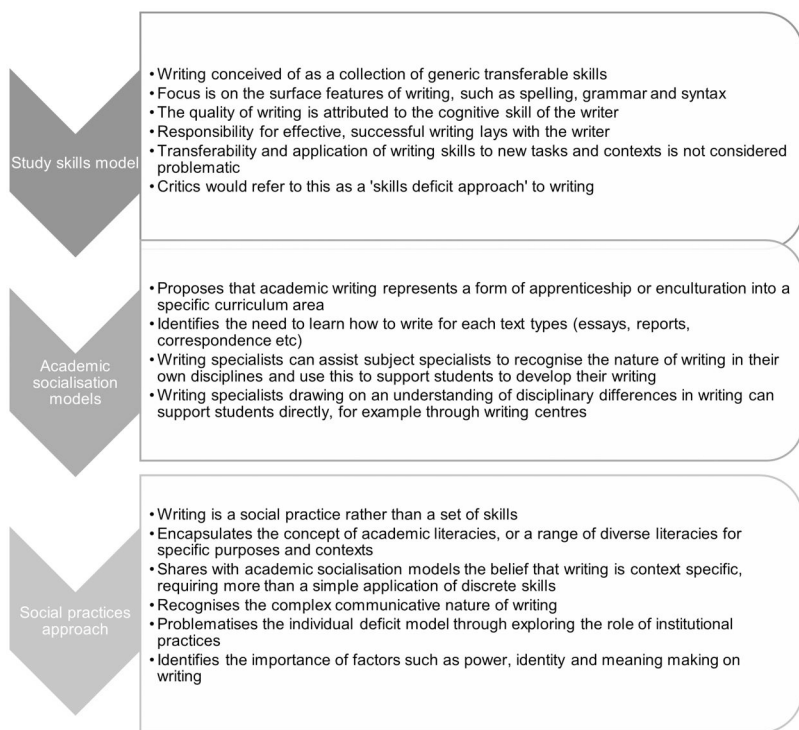 Study skills model
• Writing conceived of as a collection of generic transferable skills
• Focus is on the surface features of writing, such as spelling, grammar and syntax
• The quality of writing is attributed to the cognitive skill of the writer
• Responsibility for effective, successful writing lays with the writer
• Transferability and application of writing skills to new tasks and contexts is not considered
problematic
• Critics would refer to this as a 'skills deficit approach' to writing
Academic
socialisation
models
• Proposes that academic writing represents a form of apprenticeship or enculturation into a
specific curriculum area
• Identifies the need to learn how to write for each text types (essays, reports,
correspondence etc)
• Writing specialists can assist subject specialists to recognise the nature of writing in their
own disciplines and use this to support students to develop their writing
• Writing specialists drawing on an understanding of disciplinary differences in writing can
support students directly, for example through writing centres
Social practices
approach
• Writing is a social practice rather than a set of skills
• Encapsulates the concept of academic literacies, or a range of diverse literacies for
specific purposes and contexts
• Shares with academic socialisation models the belief that writing is context specific,
requiring more than a simple application of discrete skills
• Recognises the complex communicative nature of writing
• Problematises the individual deficit model through exploring the role of institutional
practices
• Identifies the importance of factors such as power, identity and meaning making on
writing